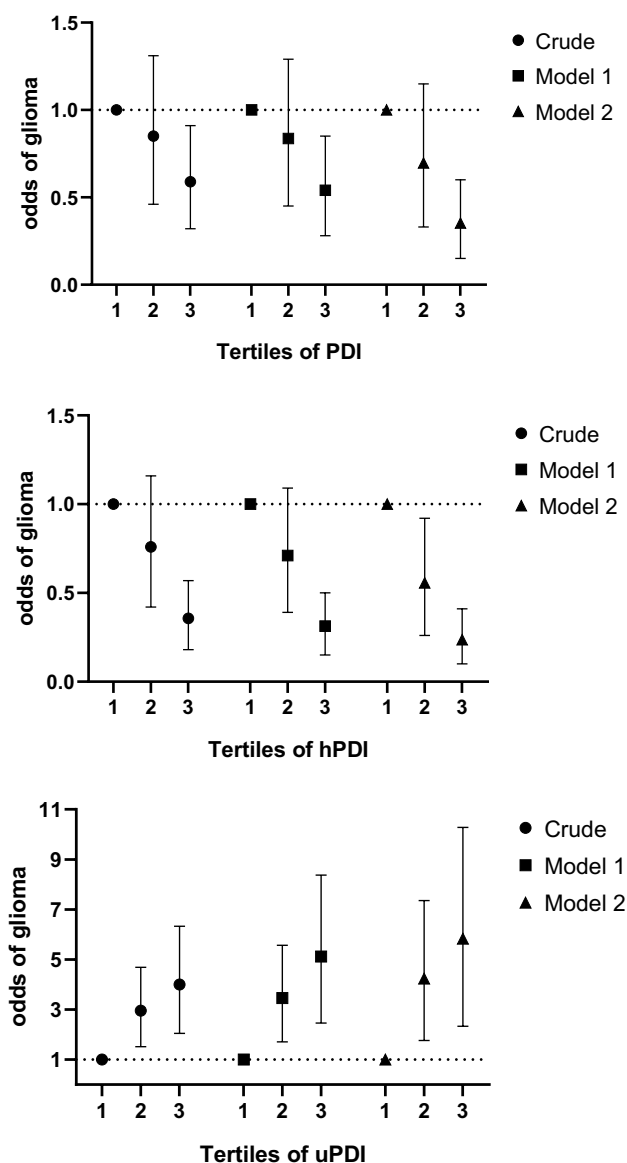 1.5
1.0
0.5
0.0
odds of glioma
1 2 3 1 2 3 1 2 3
Tertiles of PDI
Crude
Model 1
Model 2
1.5
1.0
0.5
0.0
odds of glioma
1 2 3 1 2 3 1 2 3
Tertiles of hPDI
Crude
Model 1
Model 2
11
9
7
5
3
1
odds of glioma
1 2 3 1 2 3 1 2 3
Tertiles of uPDI
Crude
Model 1
Model 2